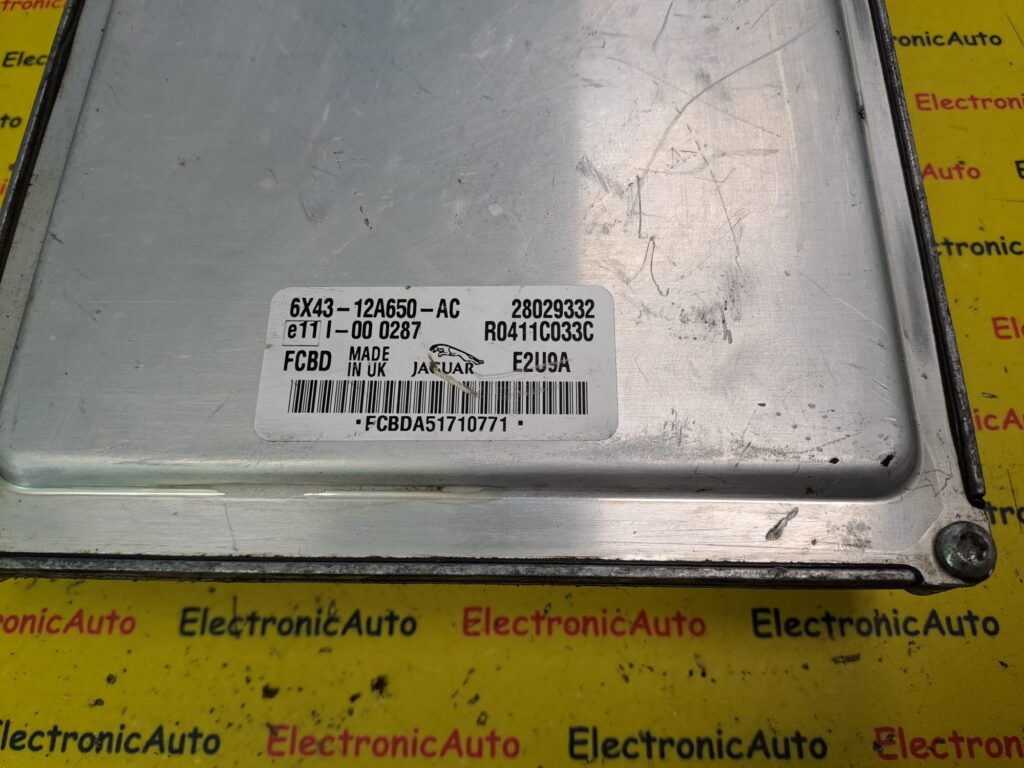 ElectronicAuto
6X43-12A650-AC 28029332
e11 I-00 0287 R0411C033C
FCBD MADE IN UK JAGUAR E2U9A
•FCBDA51710771•
ElectronicAuto ElectronicAuto ElectronicAuto
ElectronicAuto ElectronicAuto